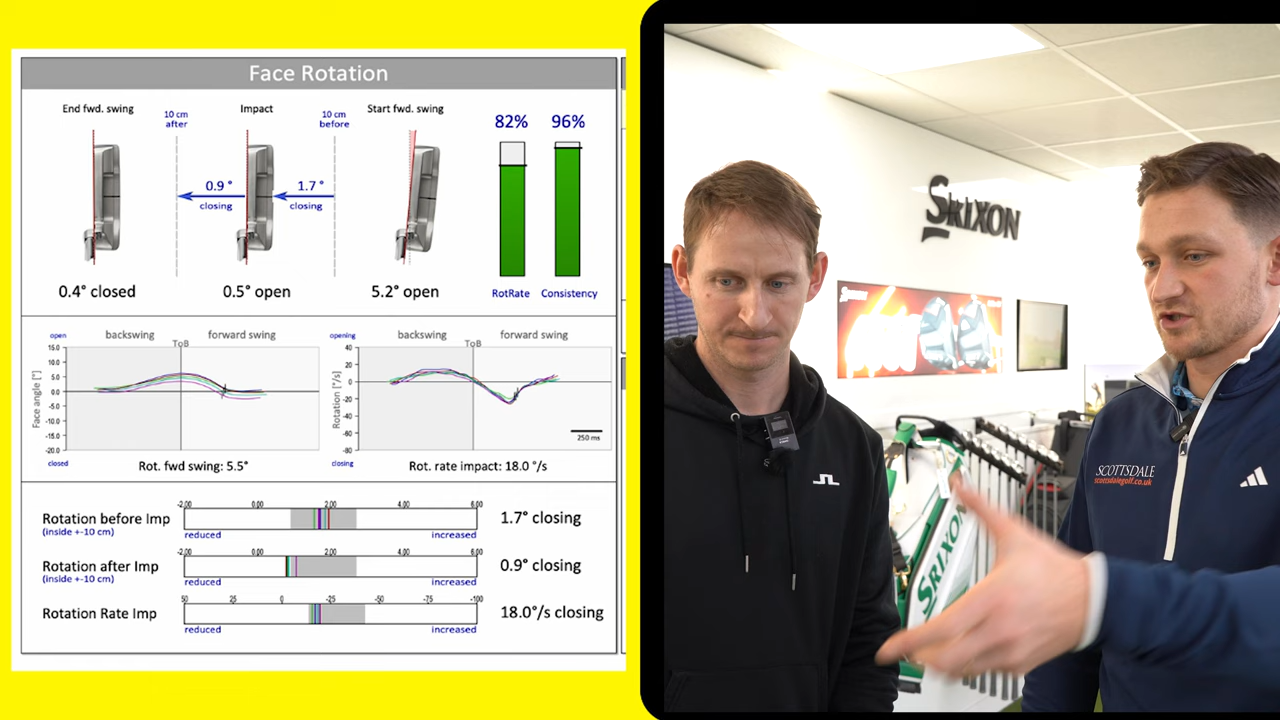 Face Rotation
End fwd. swing
10 cm
after
Impact
10 cm
before
Start fwd. swing
82%
96%
0.9 °
closing
1.7 °
closing
0.4° closed
0.5° open
5.2° open
RotRate
Consistency
open
backswing
forward swing
ToB
15.0
10.0
5.0
0.0
-5.0
-10.0
-15.0
-20.0
Face angle [°]
closed
Rot. fwd swing: 5.5°
opening
backswing
forward swing
ToB
40
20
0
-20
-40
-60
-80
Rotation [°/s]
250 ms
closing
Rot. rate impact: 18.0 °/s
Rotation before Imp
(inside +-10 cm)
-2.00 0.00 2.00 4.00 6.00
reduced increased
1.7° closing
Rotation after Imp
(inside +-10 cm)
-2.00 0.00 2.00 4.00 6.00
reduced increased
0.9° closing
Rotation Rate Imp
50 25 0 -25 -50 -75 -100
reduced increased
18.0°/s closing
SRIXON
SRIXON
SCOTTSDALE
scottsdalegolf.co.uk